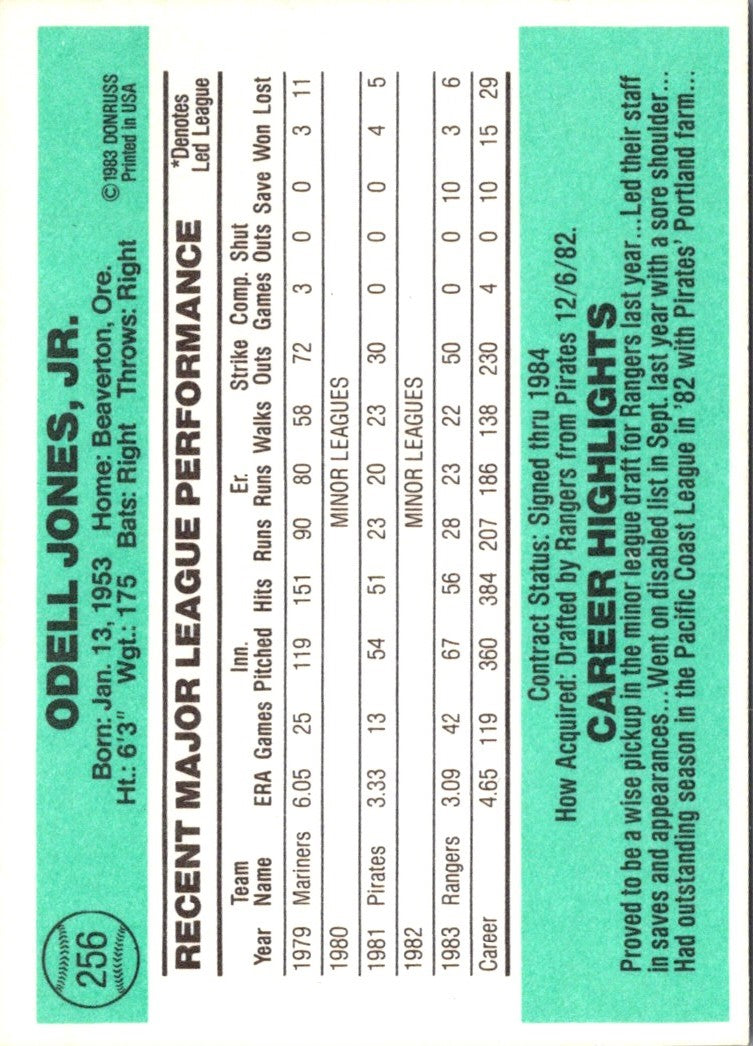 256
ODELL JONES, JR.
©1983 DONRUSS
Born: Jan. 13, 1953 Home: Beaverton, Ore.
Printed in USA
Ht.: 6'3" Wgt.: 175 Bats: Right Throws: Right
RECENT MAJOR LEAGUE PERFORMANCE
*Denotes
Led League
Team Inn. Er. Strike Comp. Shut
Year Name ERA Games Pitched Hits Runs Runs Walks Outs Games Outs Save Won Lost
1979 Mariners 6.05 25 119 151 90 80 58 72 3 0 0 3 11
1980 MINOR LEAGUES
1981 Pirates 3.33 13 54 51 23 20 23 30 0 0 0 4 5
1982 MINOR LEAGUES
1983 Rangers 3.09 42 67 56 28 23 22 50 0 0 10 3 6
Career 4.65 119 360 384 207 186 138 230 4 0 10 15 29
Contract Status: Signed thru 1984
How Acquired: Drafted by Rangers from Pirates 12/6/82.
CAREER HIGHLIGHTS
Proved to be a wise pickup in the minor league draft for Rangers last year...Led their staff
in saves and appearances...Went on disabled list in Sept. last year with a sore shoulder...
Had outstanding season in the Pacific Coast League in '82 with Pirates' Portland farm...